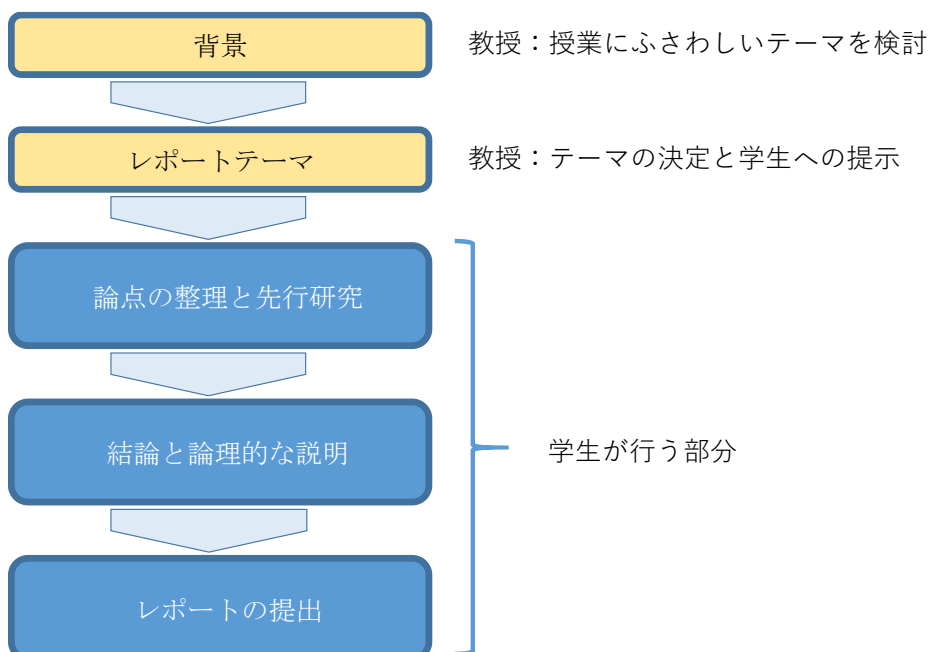 背景
教授：授業にふさわしいテーマを検討
レポートテーマ
教授：テーマの決定と学生への提示
論点の整理と先行研究
結論と論理的な説明
学生が行う部分
レポートの提出